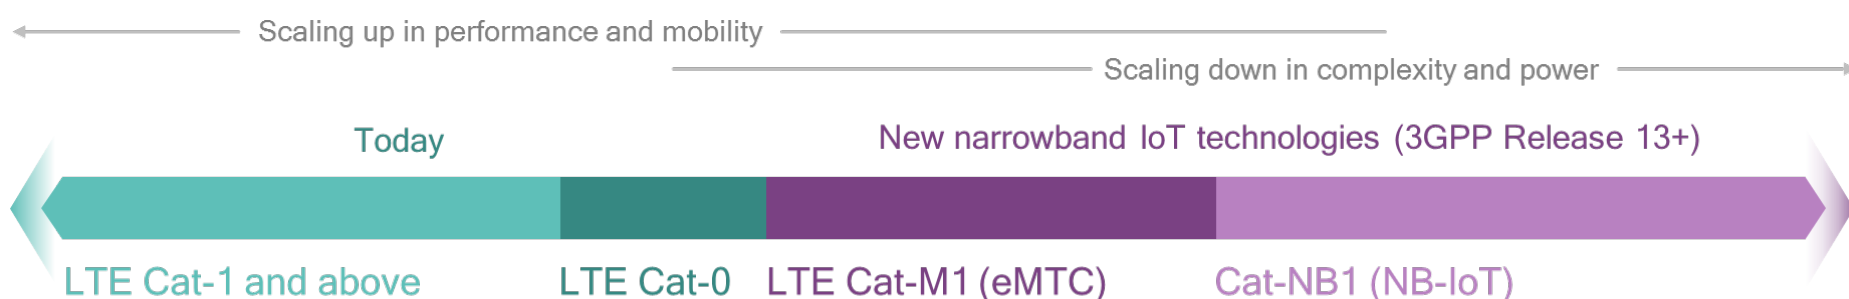 Scaling up in performance and mobility
Scaling down in complexity and power
Today
New narrowband IoT technologies (3GPP Release 13+)
LTE Cat-1 and above
LTE Cat-0
LTE Cat-M1 (eMTC)
Cat-NB1 (NB-IoT)